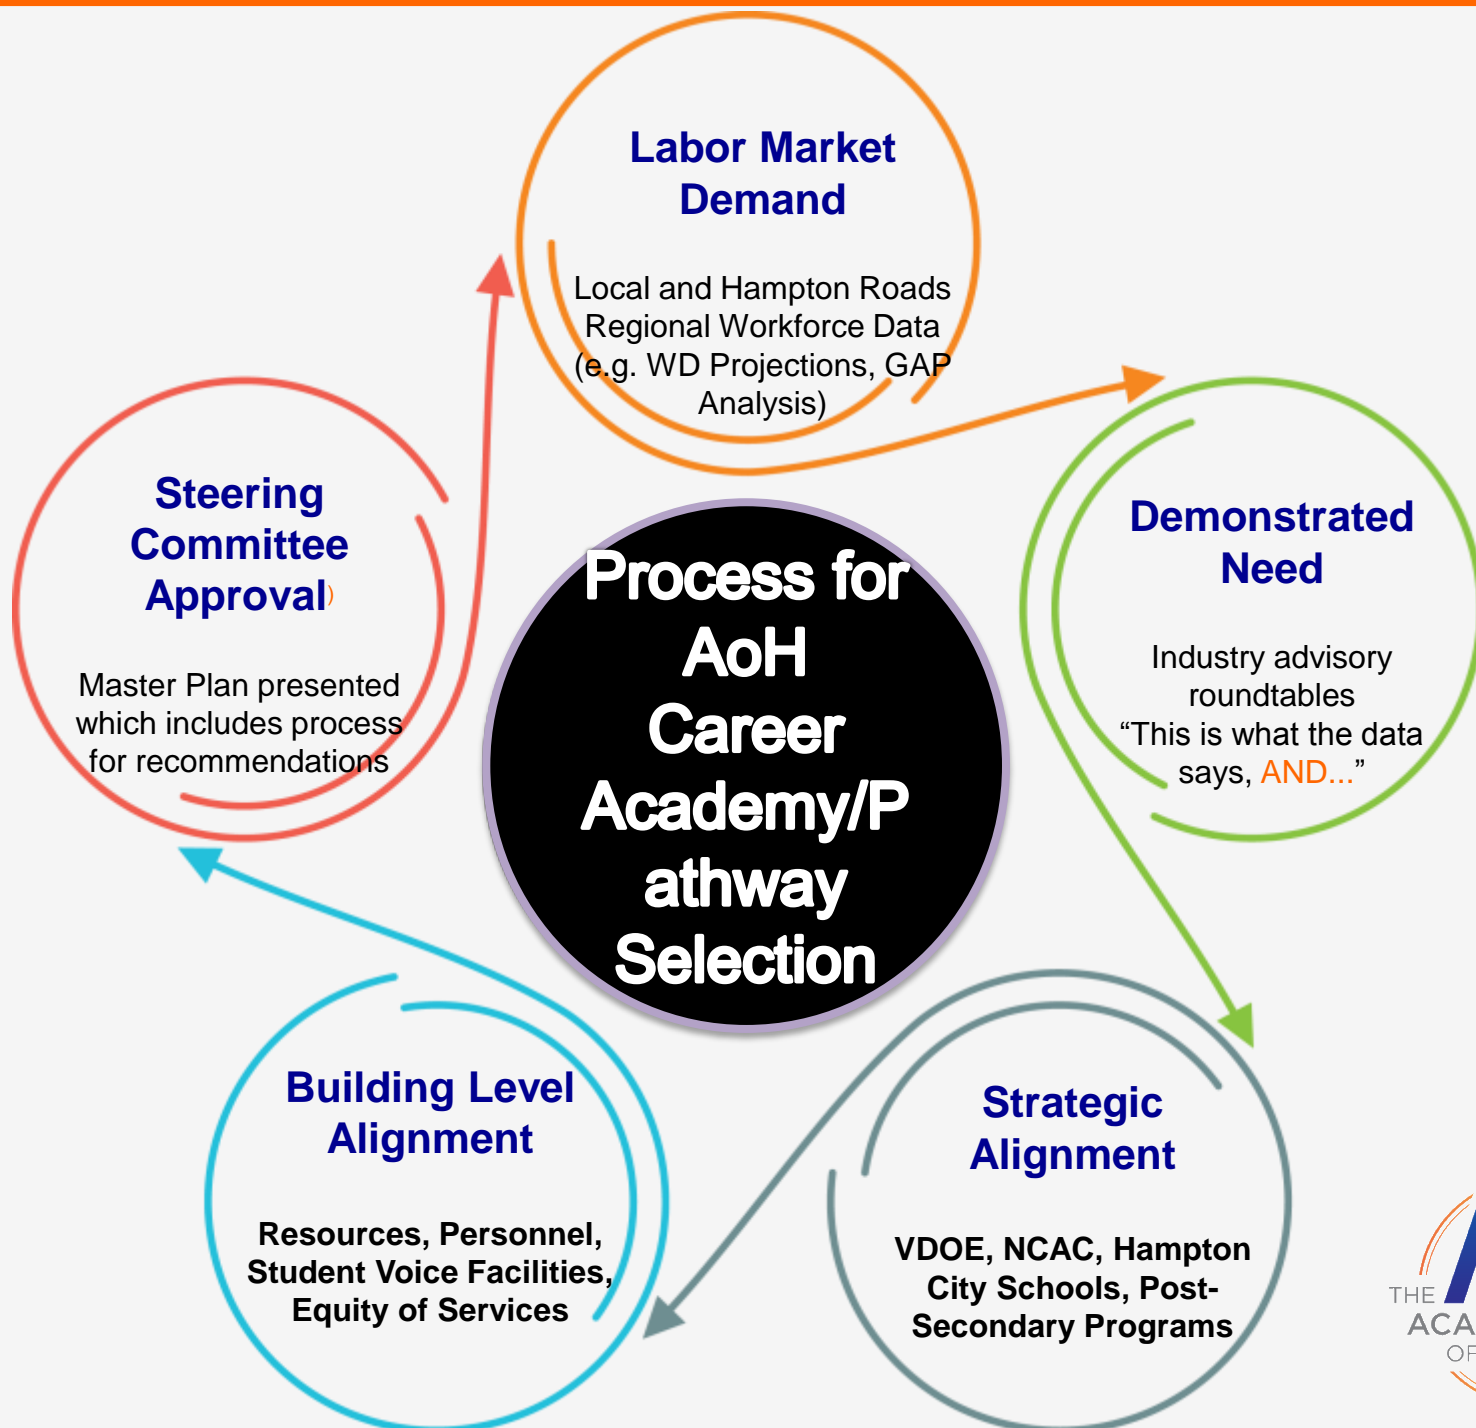 Labor Market
Demand
Local and Hampton Roads
Regional Workforce Data
(e.g. WD Projections, GAP
Analysis)
Demonstrated
Need
Industry advisory
roundtables
“This is what the data
says, AND...”
Strategic
Alignment
VDOE, NCAC, Hampton
City Schools, Post-
Secondary Programs
Building Level
Alignment
Resources, Personnel,
Student Voice Facilities,
Equity of Services
Steering
Committee
Approval)
Master Plan presented
which includes process
for recommendations
Process for
AoH
Career
Academy/P
athway
Selection
THE
ACA
OF